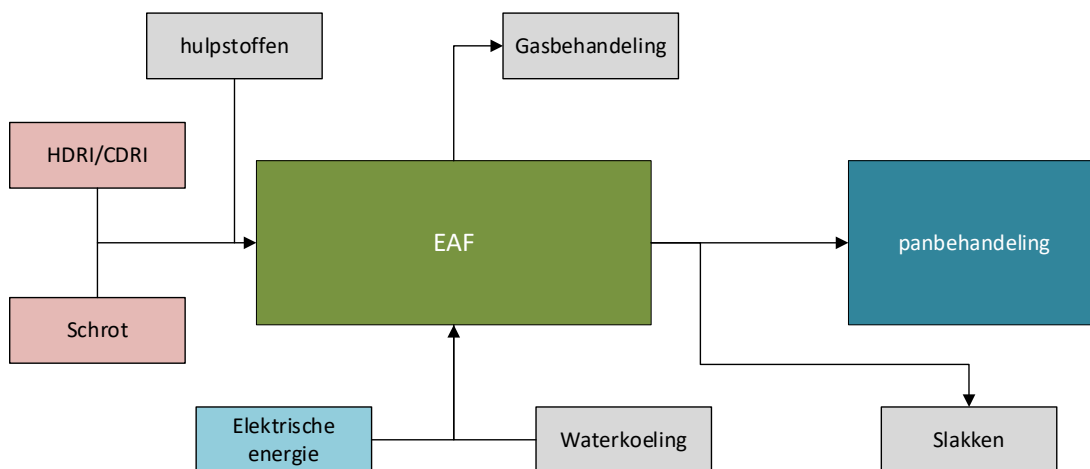 hulpstoffen
Gasbehandeling
HDRI/CDRI
EAF
panbehandeling
Schrot
Elektrische
energie
Waterkoeling
Slakken